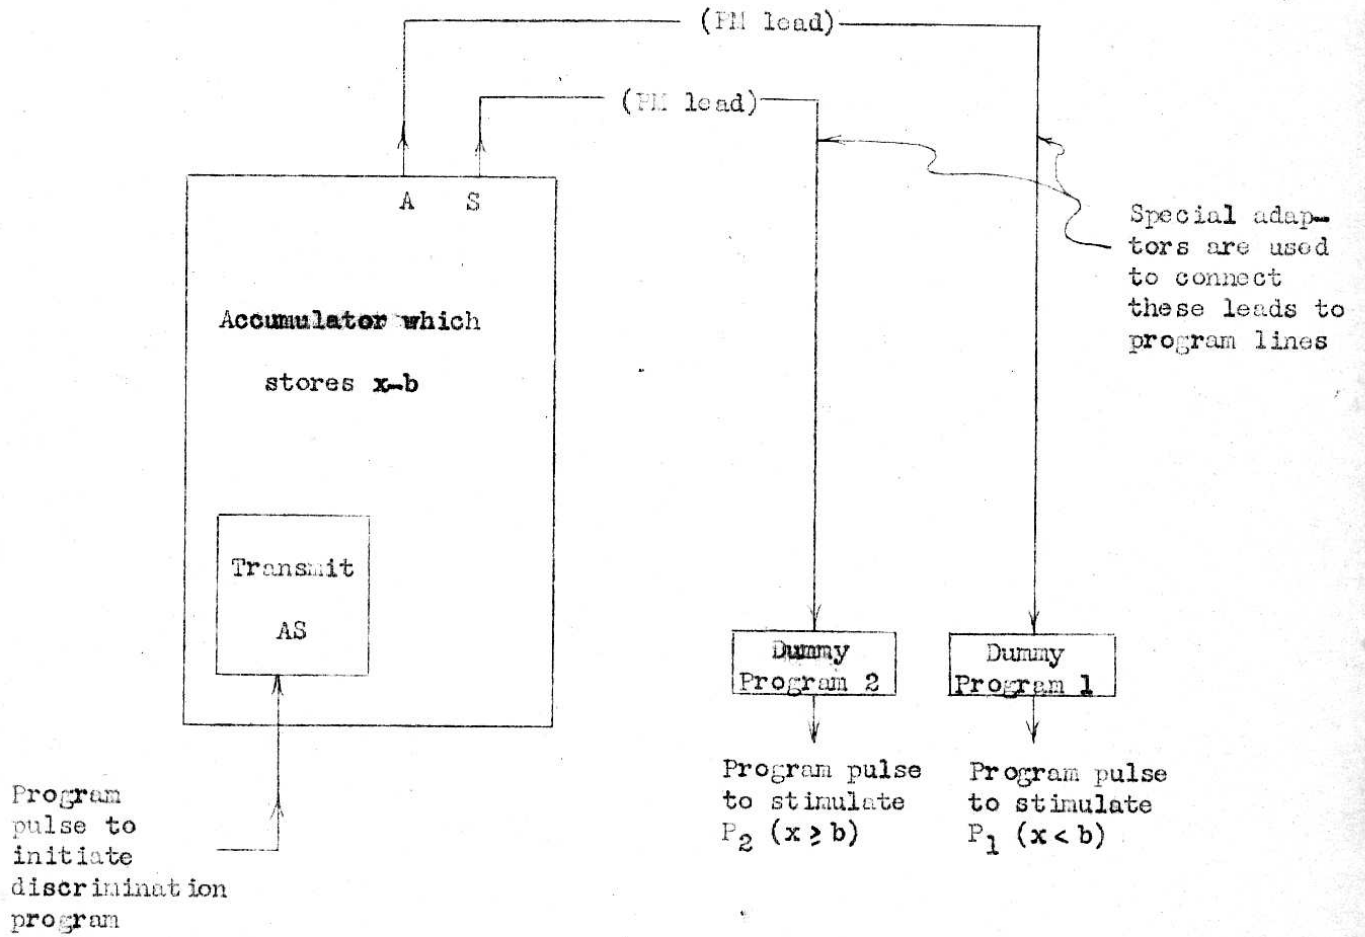 (PM lead)
(PM lead)
A S
Special adap-
tors are used
to connect
these leads to
program lines
Accumulator which
stores x-b
Transmit
AS
Dummy
Program 2
Dummy
Program 1
Program pulse
to stimulate
P₂ (x ≥ b)
Program pulse
to stimulate
P₁ (x < b)
Program
pulse to
initiate
discrimination
program